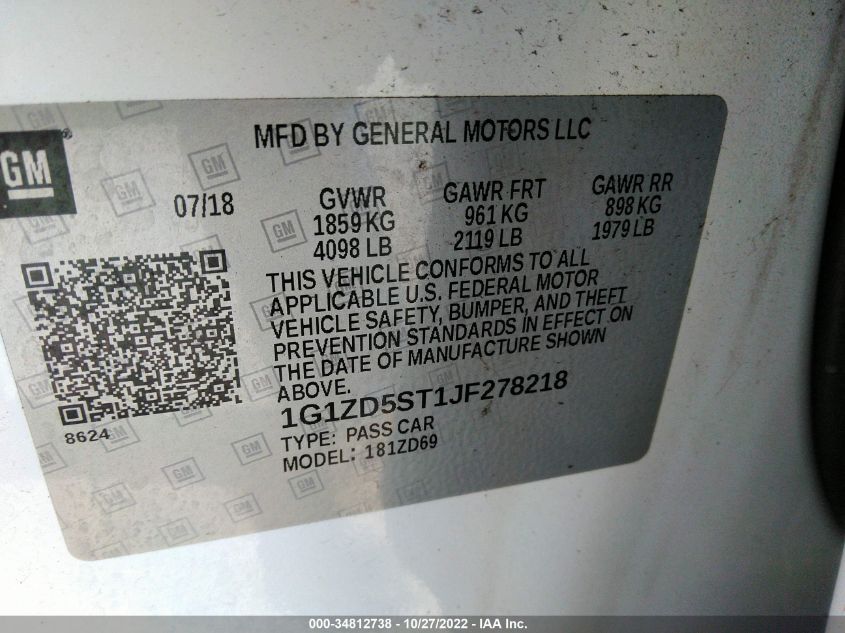 MFD BY GENERAL MOTORS LLC
GM
07/18 GVWR GAWR FRT GAWR RR
1859 KG 961 KG 898 KG
4098 LB 2119 LB 1979 LB
THIS VEHICLE CONFORMS TO ALL
APPLICABLE U.S. FEDERAL MOTOR
VEHICLE SAFETY, BUMPER, AND THEFT
PREVENTION STANDARDS IN EFFECT ON
THE DATE OF MANUFACTURE SHOWN
ABOVE.
8624
1G1ZD5ST1JF278218
TYPE: PASS CAR
MODEL: 181ZD69
000-34812738 - 10/27/2022 - IAA Inc.